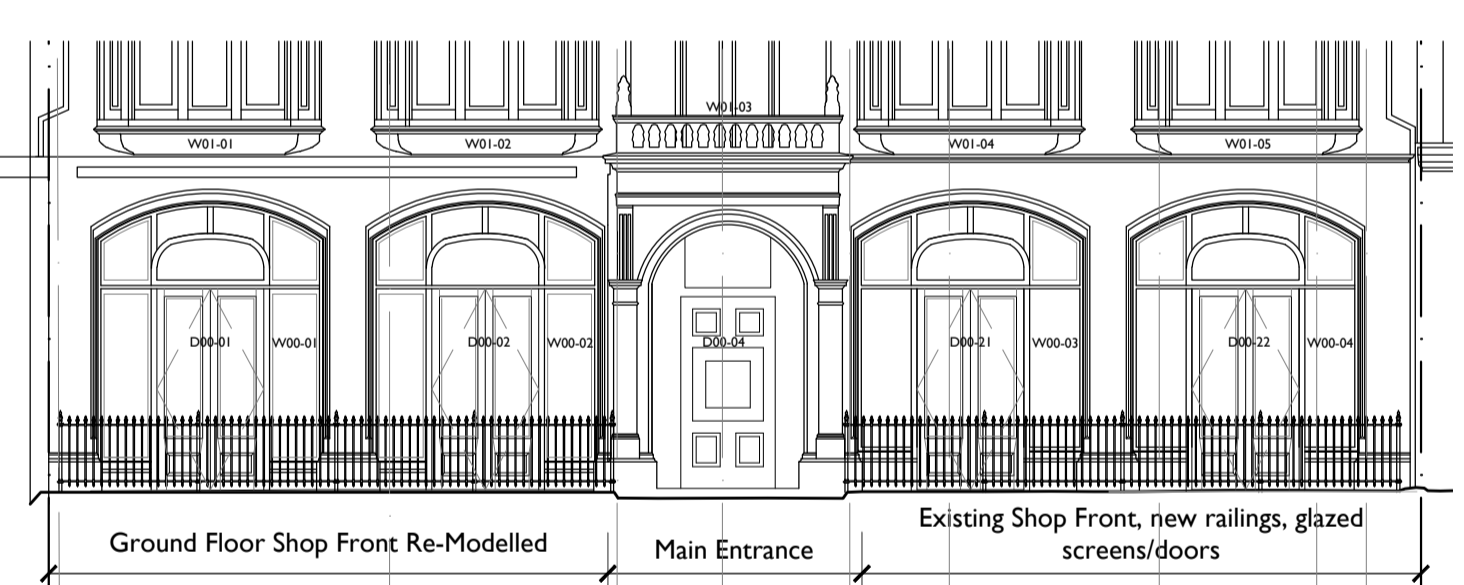 W01-03
W01-01
W01-02
W01-04
W01-05
D00-01
W00-01
D00-02
W00-02
D00-04
D00-21
W00-03
D00-22
W00-04
Ground Floor Shop Front Re-Modelled
Main Entrance
Existing Shop Front, new railings, glazed
screens/doors